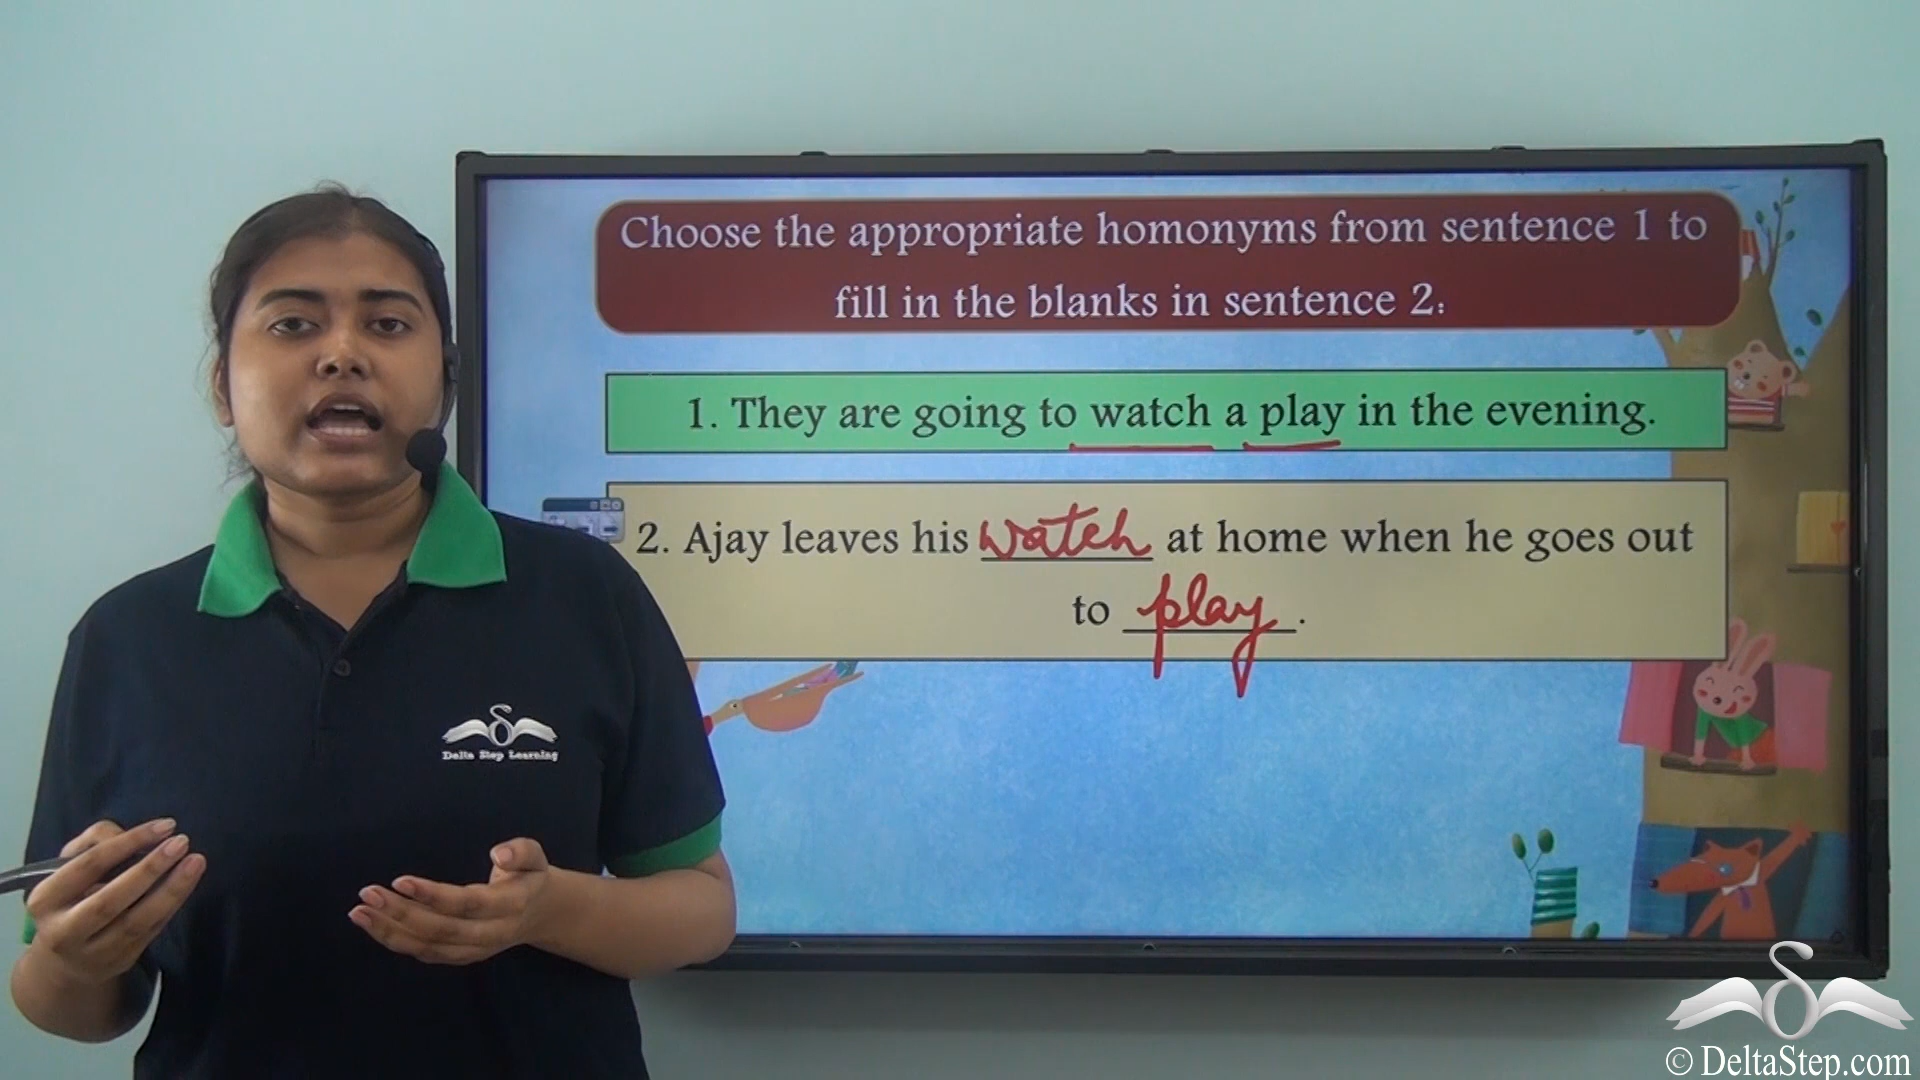 Choose the appropriate homonyms from sentence 1 to
fill in the blanks in sentence 2:
1. They are going to watch a play in the evening.
2. Ajay leaves his watch at home when he goes out
to play.
Delta Step Learning
© DeltaStep.com